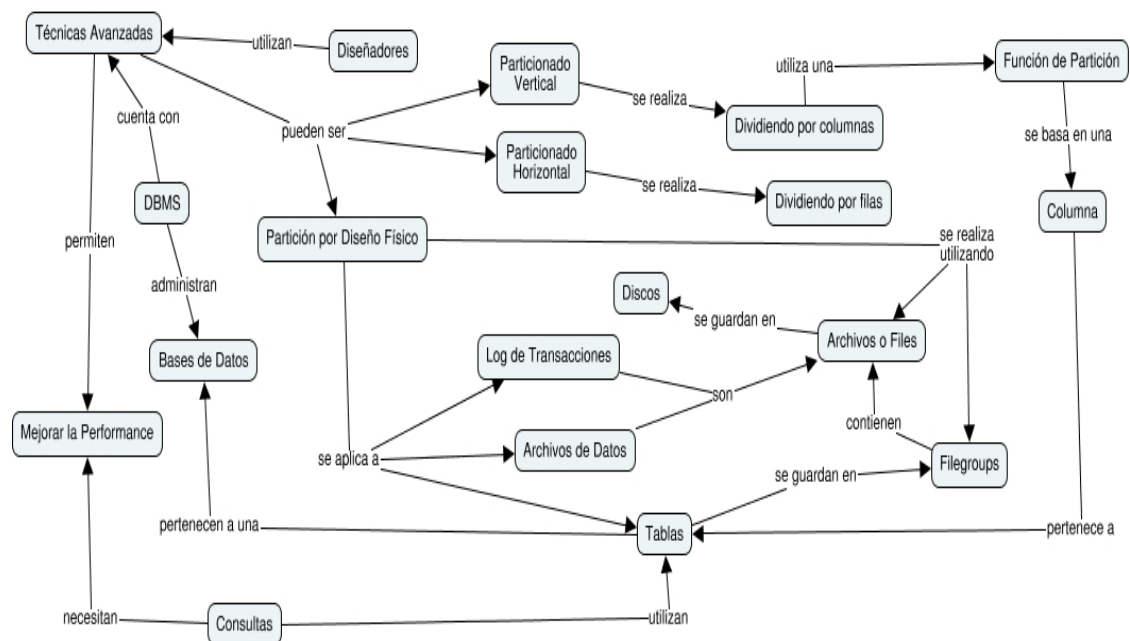 Técnicas Avanzadas
utilizan
Diseñadores
Particionado
Vertical
utiliza una
Función de Partición
se realiza
cuenta con
pueden ser
Dividiendo por columnas
se basa en una
Particionado
Horizontal
se realiza
DBMS
Dividiendo por filas
Columna
permiten
Partición por Diseño Físico
se realiza
utilizando
administran
Discos
se guardan en
Archivos o Files
Bases de Datos
Log de Transacciones
son
Mejorar la Performance
contienen
se aplica a
Archivos de Datos
Filegroups
se guardan en
pertenecen a una
Tablas
pertenece a
necesitan
Consultas
utilizan